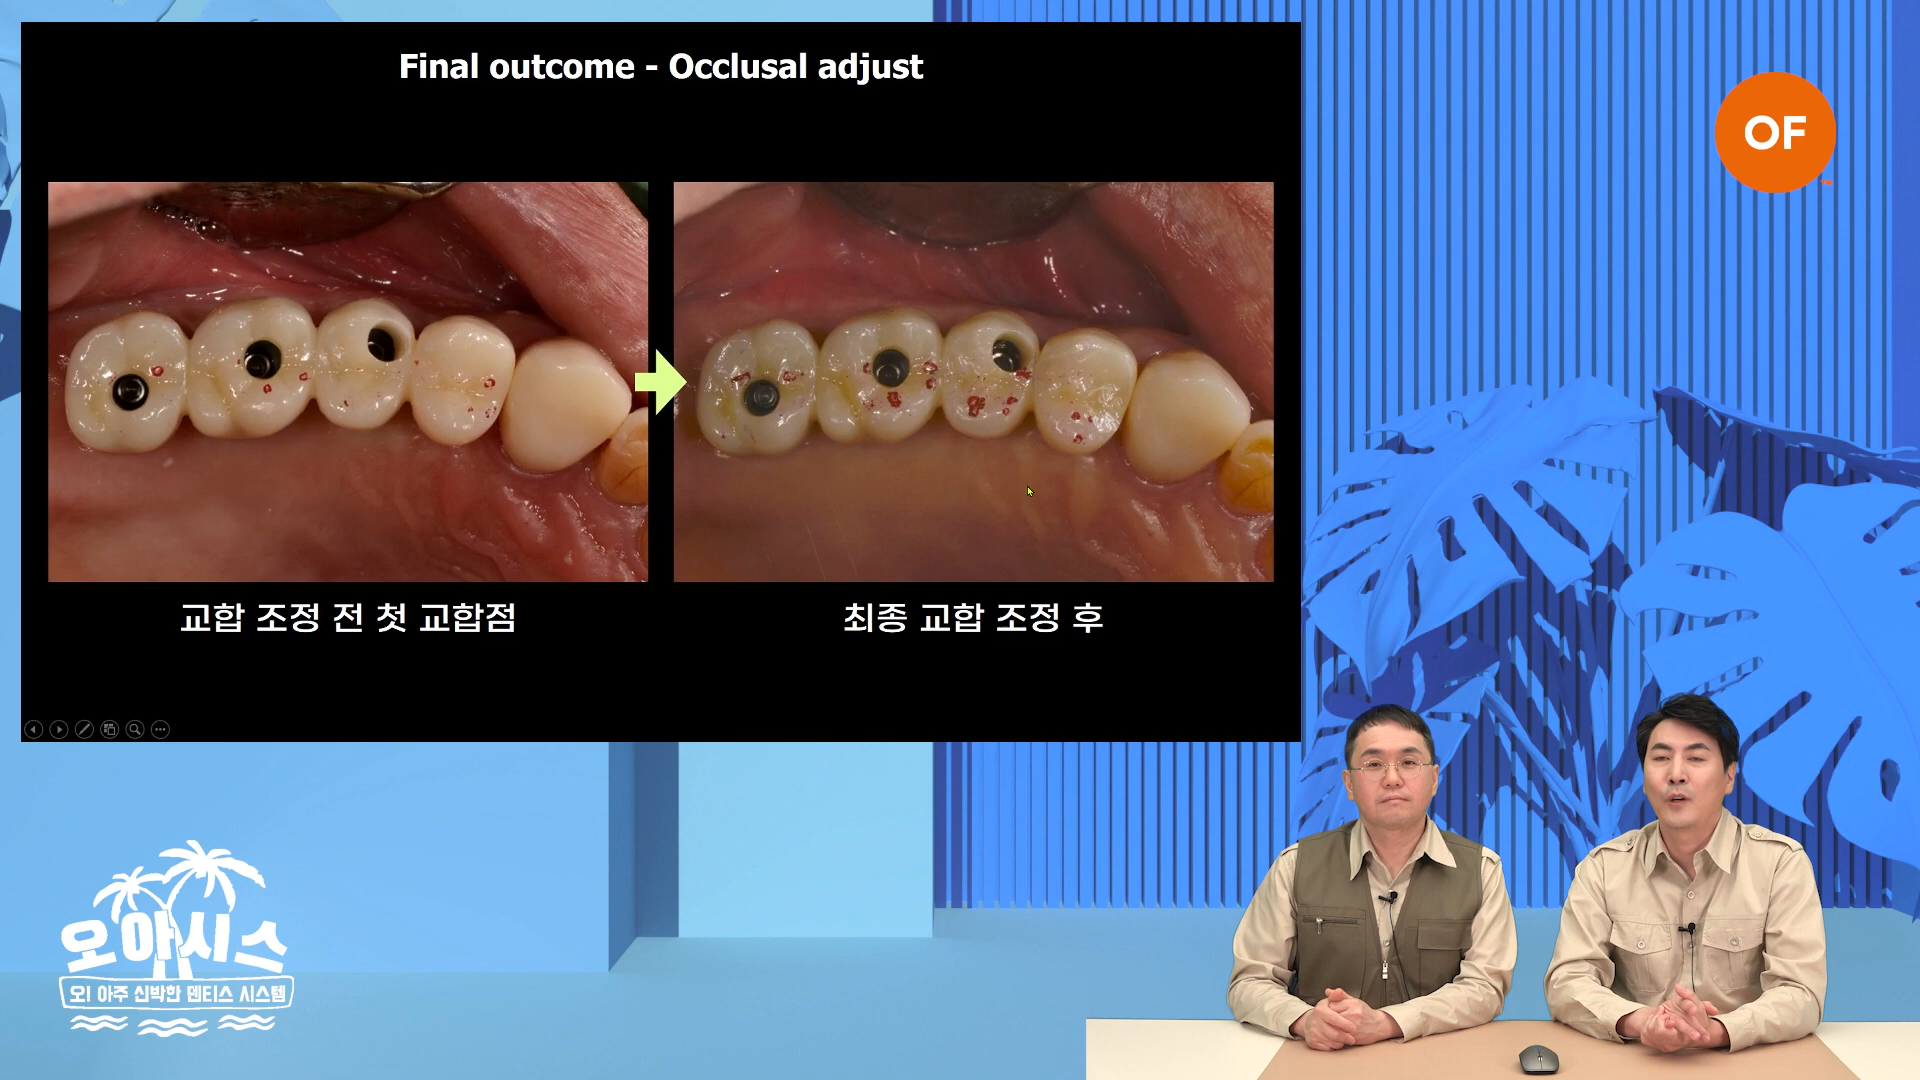 Final outcome - Occlusal adjust
OF
교합 조정 전 첫 교합점
최종 교합 조정 후
오아시스
오! 아주 신박한 덴티스 시스템